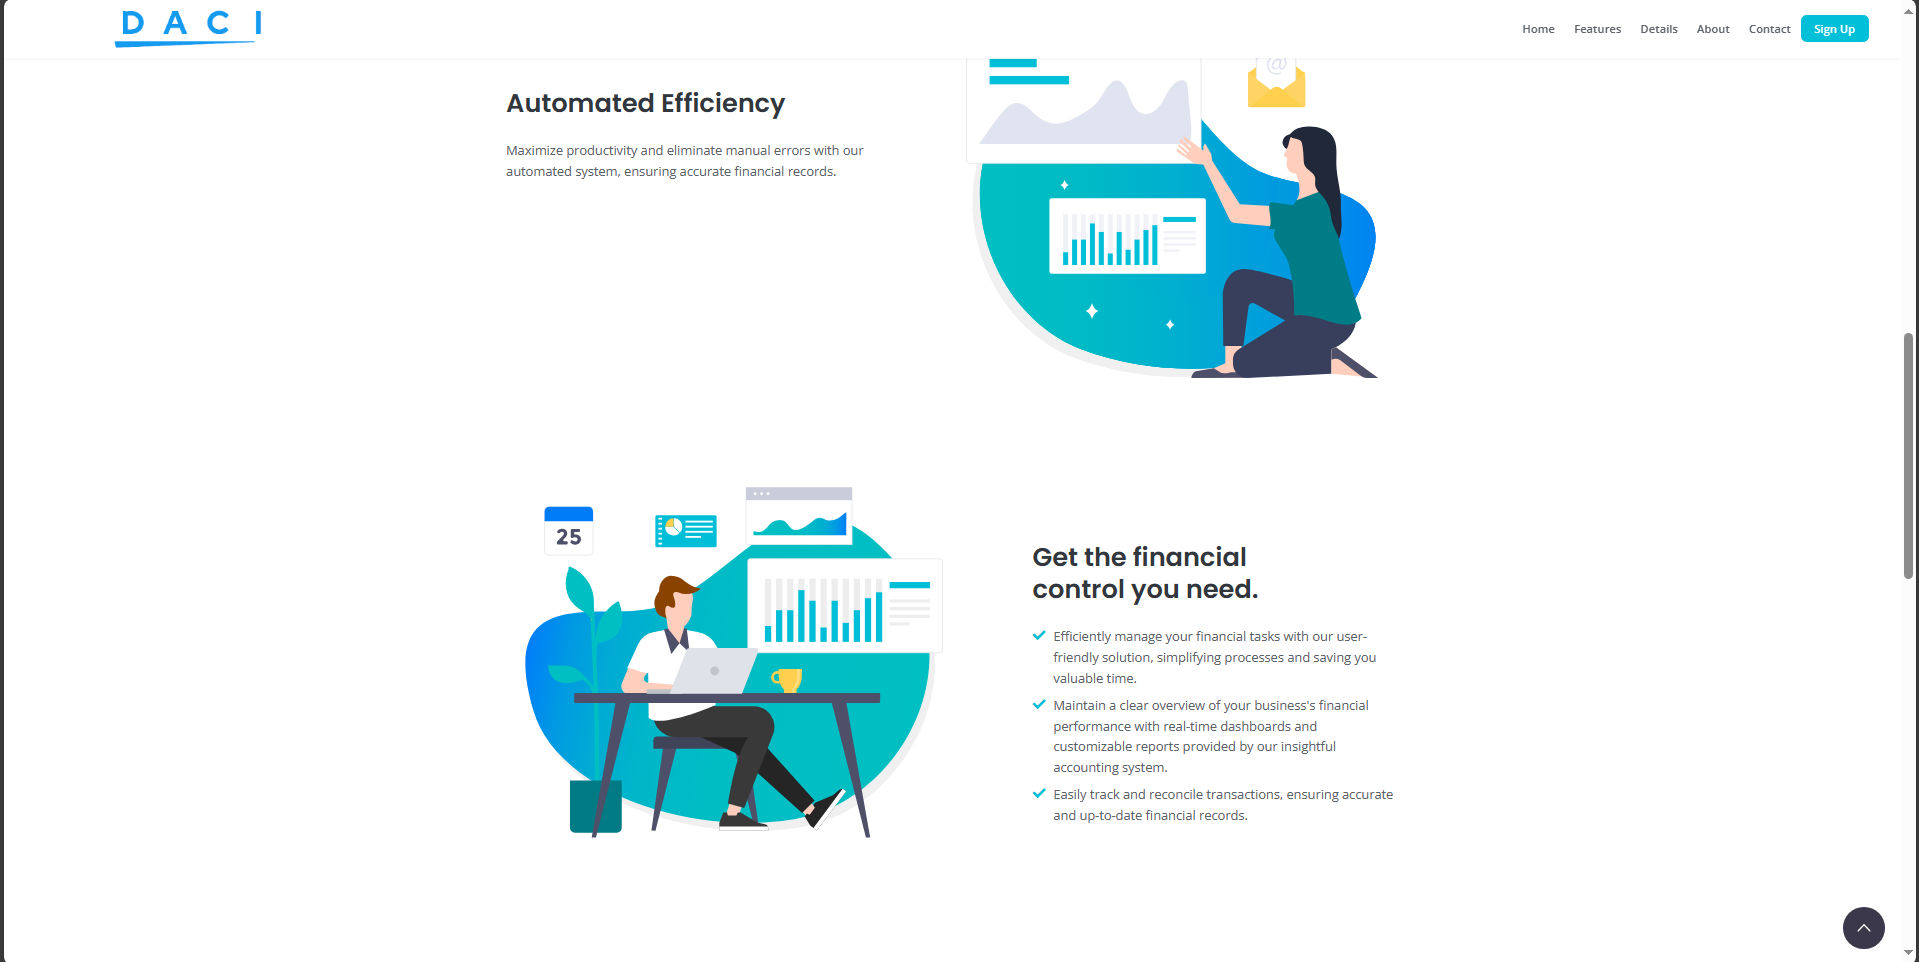 DACI
Home Features Details About Contact Sign Up
@
Automated Efficiency
Maximize productivity and eliminate manual errors with our
automated system, ensuring accurate financial records.
25
Get the financial
control you need.
Efficiently manage your financial tasks with our user-
friendly solution, simplifying processes and saving you
valuable time.
Maintain a clear overview of your business's financial
performance with real-time dashboards and
customizable reports provided by our insightful
accounting system.
Easily track and reconcile transactions, ensuring accurate
and up-to-date financial records.